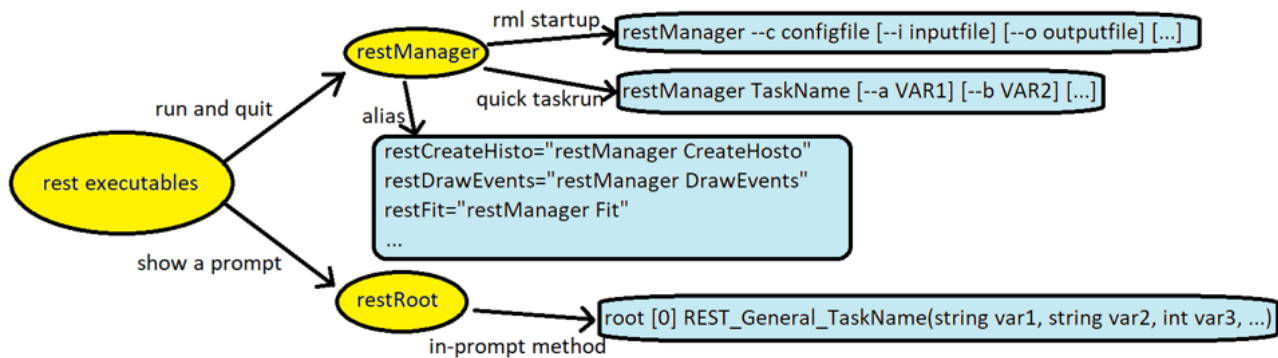 rml startup
restManager --c configfile [--i inputfile] [--o outputfile] [...]
restManager
run and quit
quick taskrun
restManager TaskName [--a VAR1] [--b VAR2] [...]
alias
restCreateHisto="restManager CreateHosto"
restDrawEvents="restManager DrawEvents"
restFit="restManager Fit"
...
rest executables
show a prompt
restRoot
in-prompt method
root [0] REST_General_TaskName(string var1, string var2, int var3, ...)